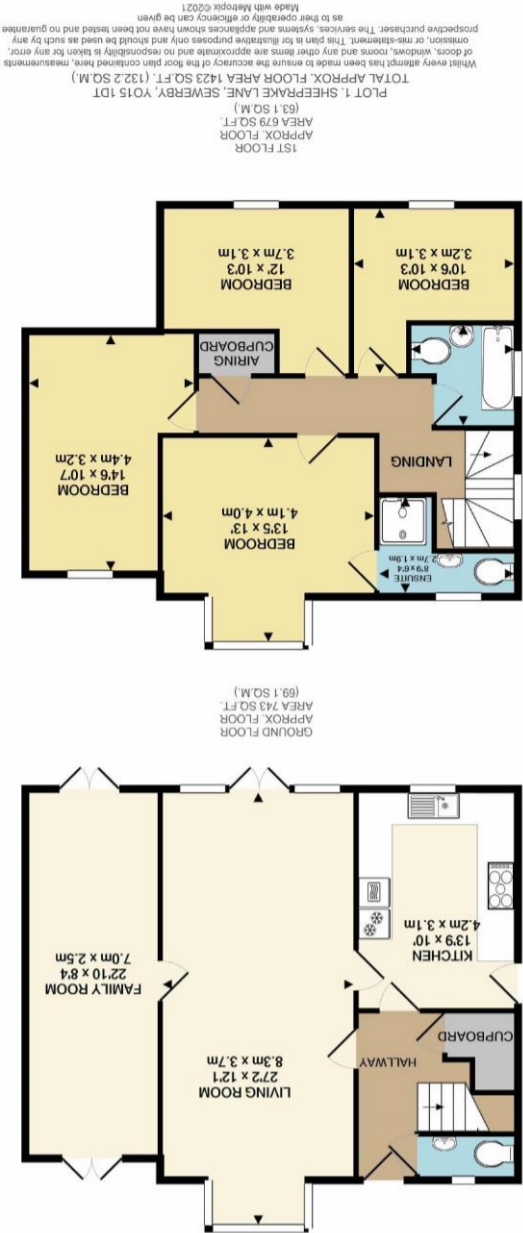 GROUND FLOOR
APPROX. FLOOR
AREA 743 SQ.FT.
(69.1 SQ.M.)
HALLWAY
CUPBOARD
LIVING ROOM
27'2 x 12'1
8.3m x 3.7m
KITCHEN
13'9 x 10'
4.2m x 3.1m
FAMILY ROOM
22'10 x 8'4
7.0m x 2.5m
1ST FLOOR
APPROX. FLOOR
AREA 679 SQ.FT.
(63.1 SQ.M.)
ENSUITE
8'9 x 6'4
2.7m x 1.9m
BEDROOM
13'5 x 13'
4.1m x 4.0m
BEDROOM
14'6 x 10'7
4.4m x 3.2m
LANDING
AIRING
CUPBOARD
BEDROOM
10'6 x 10'3
3.2m x 3.1m
BEDROOM
12' x 10'3
3.7m x 3.1m
PLOT 1. SHEEPRAKE LANE, SEWERBY, YO15 1DT
TOTAL APPROX. FLOOR AREA 1423 SQ.FT. (132.2 SQ.M.)
Whilst every attempt has been made to ensure the accuracy of the floor plan contained here, measurements
of doors, windows, rooms and any other items are approximate and no responsibility is taken for any error,
omission, or mis-statement. This plan is for illustrative purposes only and should be used as such by any
prospective purchaser. The services, systems and appliances shown have not been tested and no guarantee
as to their operability or efficiency can be given
Made with Metropix ©2021